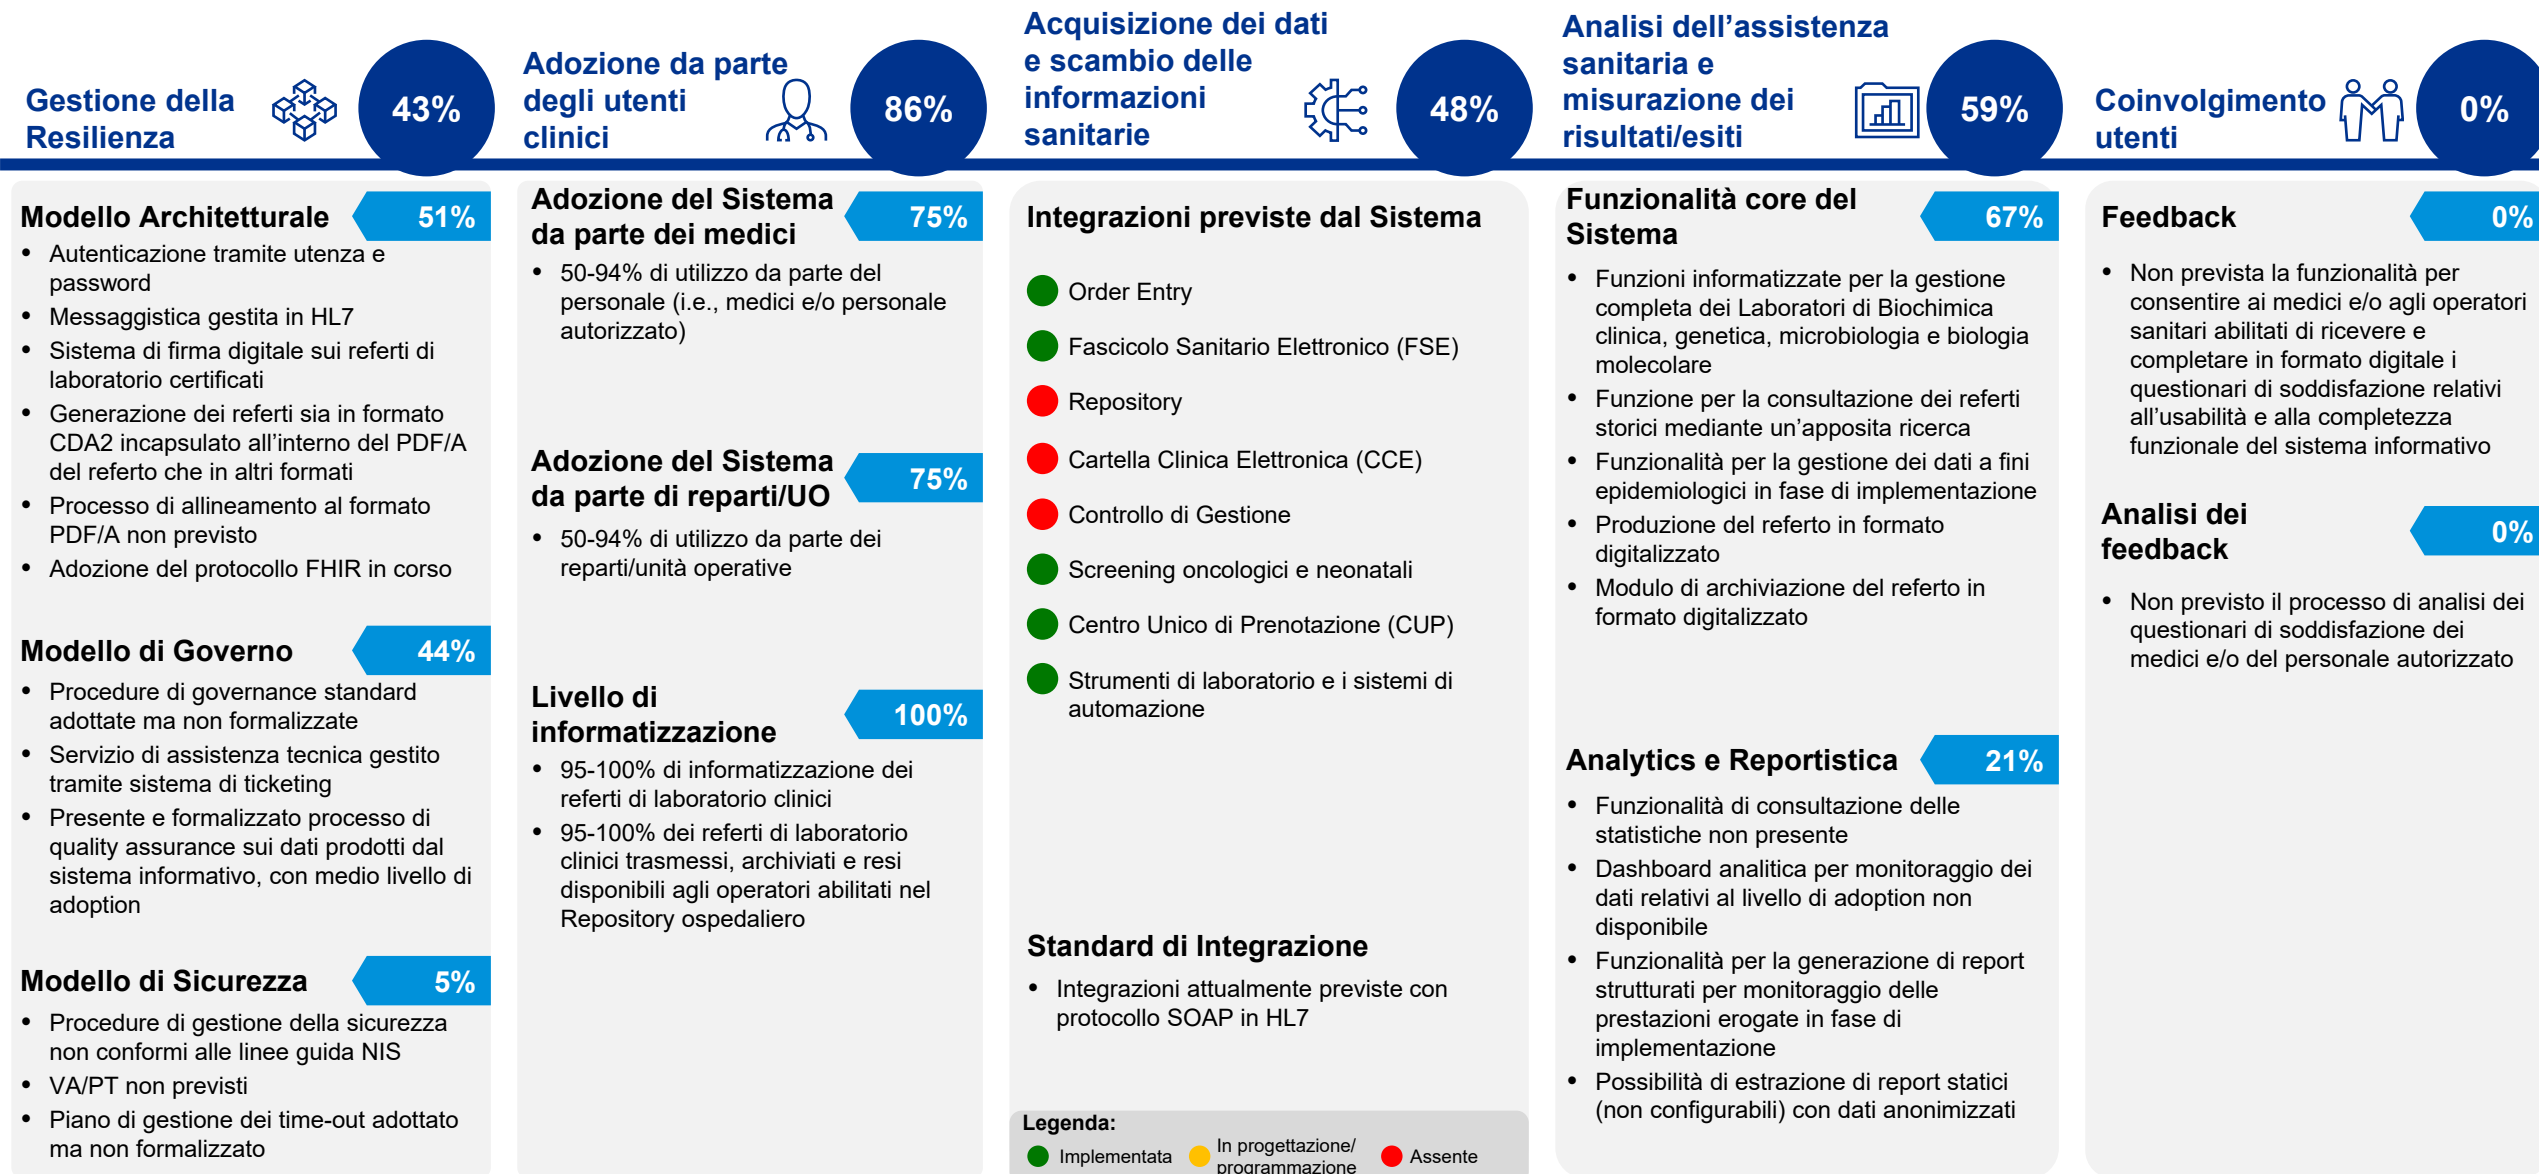 Gestione della
Resilienza
43%
Adozione da parte
degli utenti
clinici
86%
Acquisizione dei dati
e scambio delle
informazioni
sanitarie
48%
Analisi dell’assistenza
sanitaria e
misurazione dei
risultati/esiti
59%
Coinvolgimento
utenti
0%
Modello Architetturale
51%
• Autenticazione tramite utenza e
password
• Messaggistica gestita in HL7
• Sistema di firma digitale sui referti di
laboratorio certificati
• Generazione dei referti sia in formato
CDA2 incapsulato all’interno del PDF/A
del referto che in altri formati
• Processo di allineamento al formato
PDF/A non previsto
• Adozione del protocollo FHIR in corso
Modello di Governo
44%
• Procedure di governance standard
adottate ma non formalizzate
• Servizio di assistenza tecnica gestito
tramite sistema di ticketing
• Presente e formalizzato processo di
quality assurance sui dati prodotti dal
sistema informativo, con medio livello di
adoption
Modello di Sicurezza
5%
• Procedure di gestione della sicurezza
non conformi alle linee guida NIS
• VA/PT non previsti
• Piano di gestione dei time-out adottato
ma non formalizzato
Adozione del Sistema
da parte dei medici
75%
• 50-94% di utilizzo da parte del
personale (i.e., medici e/o personale
autorizzato)
Adozione del Sistema
da parte di reparti/UO
75%
• 50-94% di utilizzo da parte dei
reparti/unità operative
Livello di
informatizzazione
100%
• 95-100% di informatizzazione dei
referti di laboratorio clinici
• 95-100% dei referti di laboratorio
clinici trasmessi, archiviati e resi
disponibili agli operatori abilitati nel
Repository ospedaliero
Integrazioni previste dal Sistema
Order Entry
Fascicolo Sanitario Elettronico (FSE)
Repository
Cartella Clinica Elettronica (CCE)
Controllo di Gestione
Screening oncologici e neonatali
Centro Unico di Prenotazione (CUP)
Strumenti di laboratorio e i sistemi di
automazione
Standard di Integrazione
• Integrazioni attualmente previste con
protocollo SOAP in HL7
Legenda:
Implementata
In progettazione/
programmazione
Assente
Funzionalità core del
Sistema
67%
• Funzioni informatizzate per la gestione
completa dei Laboratori di Biochimica
clinica, genetica, microbiologia e biologia
molecolare
• Funzione per la consultazione dei referti
storici mediante un’apposita ricerca
• Funzionalità per la gestione dei dati a fini
epidemiologici in fase di implementazione
• Produzione del referto in formato
digitalizzato
• Modulo di archiviazione del referto in
formato digitalizzato
Analytics e Reportistica
21%
• Funzionalità di consultazione delle
statistiche non presente
• Dashboard analitica per monitoraggio dei
dati relativi al livello di adoption non
disponibile
• Funzionalità per la generazione di report
strutturati per monitoraggio delle
prestazioni erogate in fase di
implementazione
• Possibilità di estrazione di report statici
(non configurabili) con dati anonimizzati
Feedback
0%
• Non prevista la funzionalità per
consentire ai medici e/o agli operatori
sanitari abilitati di ricevere e
completare in formato digitale i
questionari di soddisfazione relativi
all’usabilità e alla completezza
funzionale del sistema informativo
Analisi dei
feedback
0%
• Non previsto il processo di analisi dei
questionari di soddisfazione dei
medici e/o del personale autorizzato